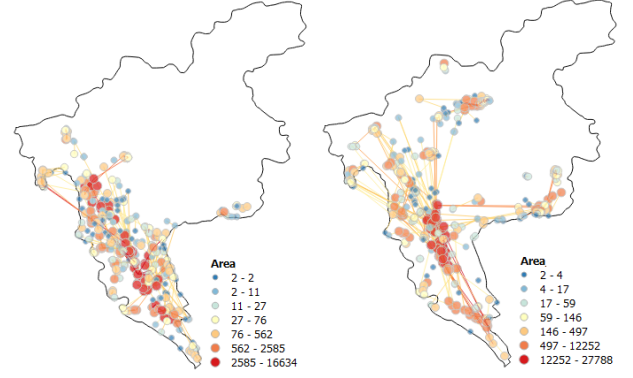 Area
2 - 2
2 - 11
11 - 27
27 - 76
76 - 562
562 - 2585
2585 - 16634
Area
2 - 4
4 - 17
17 - 59
59 - 146
146 - 497
497 - 12252
12252 - 27788